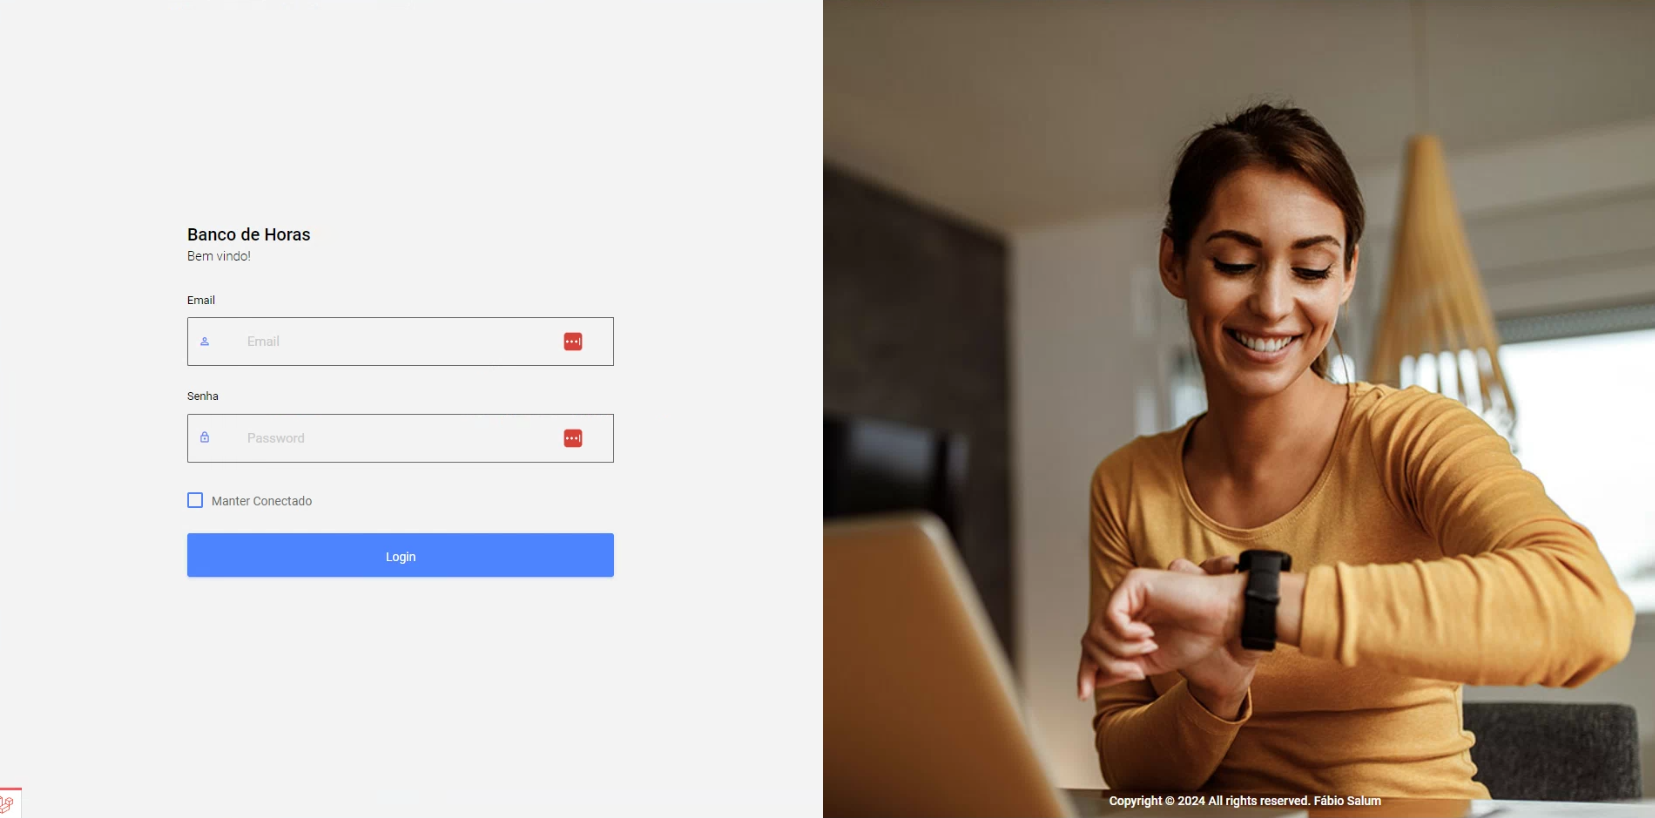 Banco de Horas
Bem vindo!
Email
Email
Senha
Password
Manter Conectado
Login
Copyright © 2024 All rights reserved. Fábio Salum